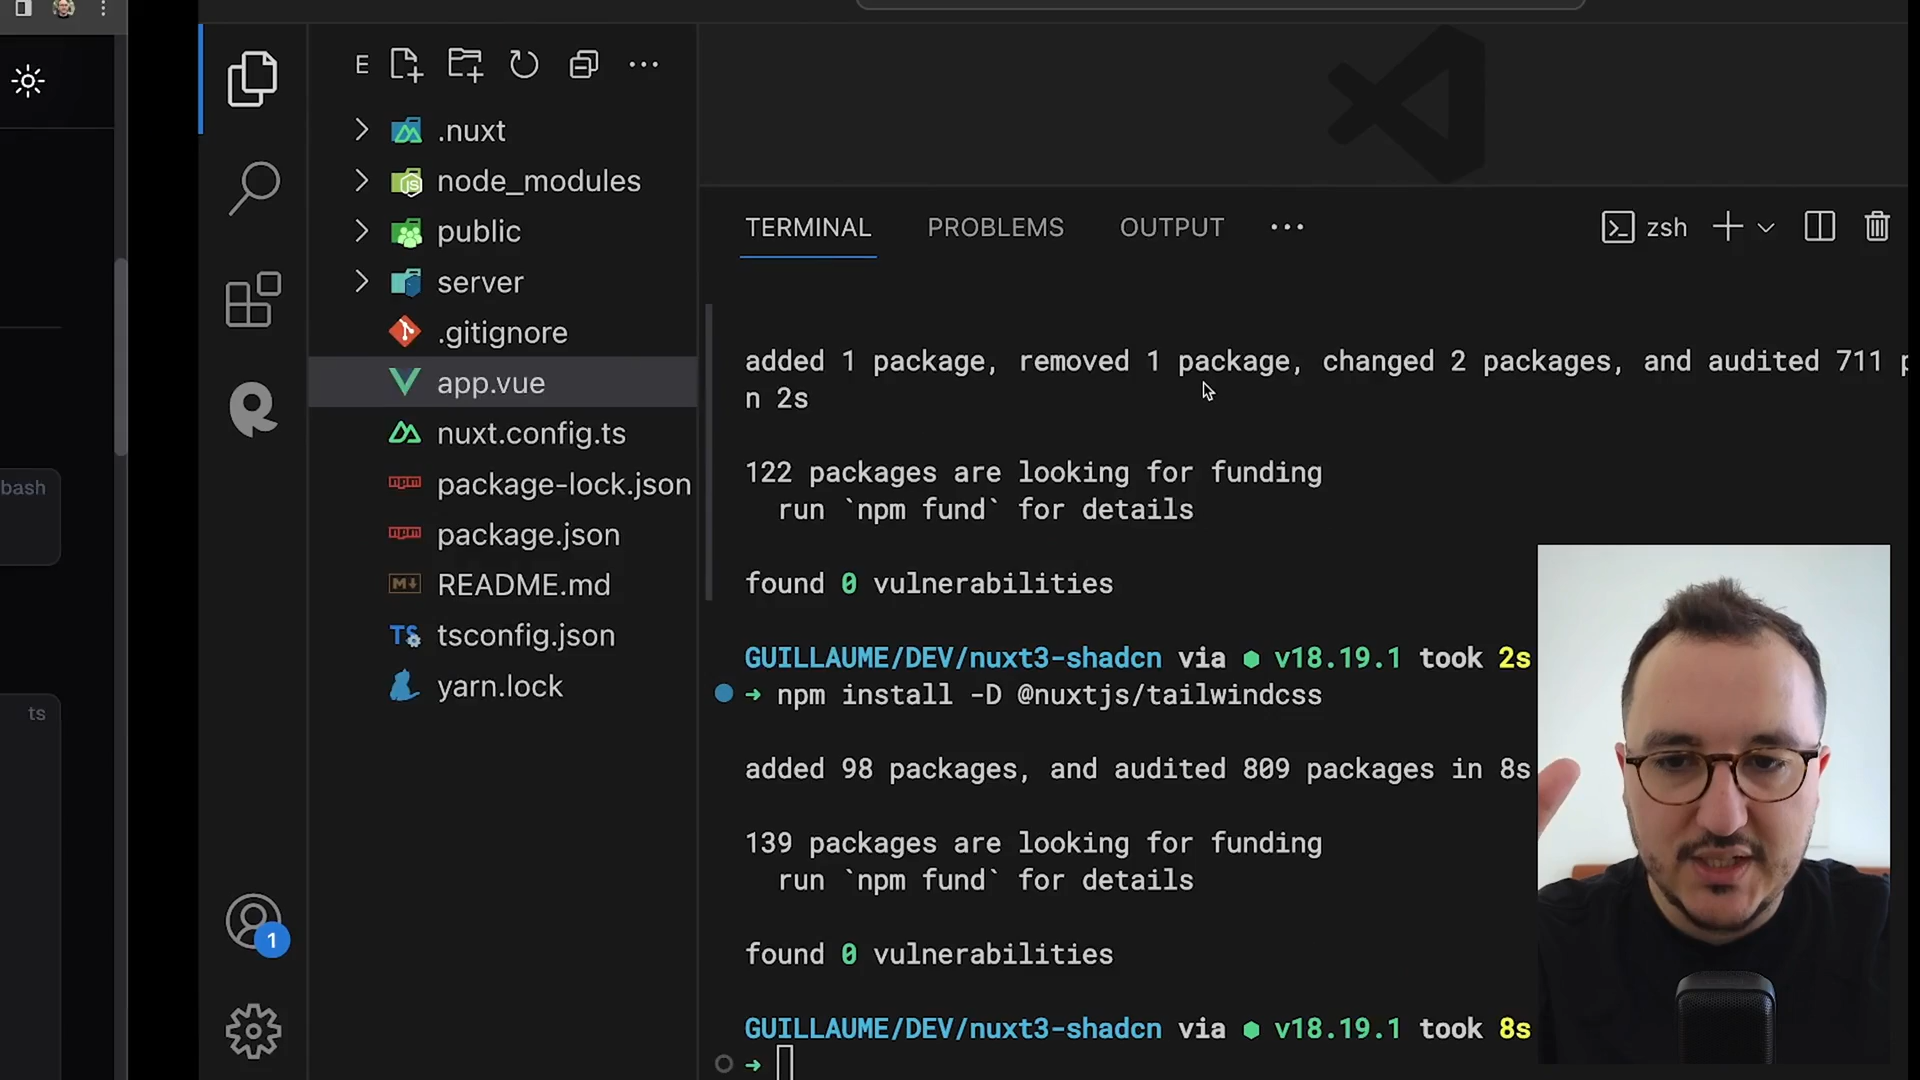 E
.nuxt
node_modules
public
server
.gitignore
app.vue
nuxt.config.ts
package-lock.json
package.json
README.md
tsconfig.json
yarn.lock
bash
ts
1
TERMINAL PROBLEMS OUTPUT
zsh
added 1 package, removed 1 package, changed 2 packages, and audited 711 p
n 2s
122 packages are looking for funding
run `npm fund` for details
found 0 vulnerabilities
GUILLAUME/DEV/nuxt3-shadcn via ⬢ v18.19.1 took 2s
➜ npm install -D @nuxtjs/tailwindcss
added 98 packages, and audited 809 packages in 8s
139 packages are looking for funding
run `npm fund` for details
found 0 vulnerabilities
GUILLAUME/DEV/nuxt3-shadcn via ⬢ v18.19.1 took 8s
➜